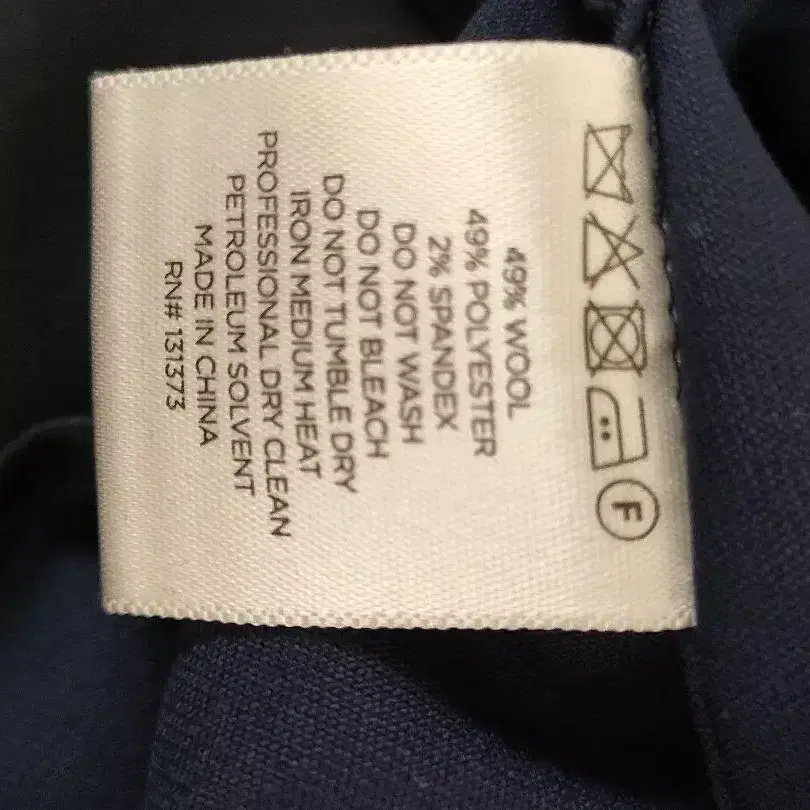 F
49% WOOL
49% POLYESTER
2% SPANDEX
DO NOT WASH
DO NOT BLEACH
DO NOT TUMBLE DRY
IRON MEDIUM HEAT
PROFESSIONAL DRY CLEAN
PETROLEUM SOLVENT
MADE IN CHINA
RN# 131373